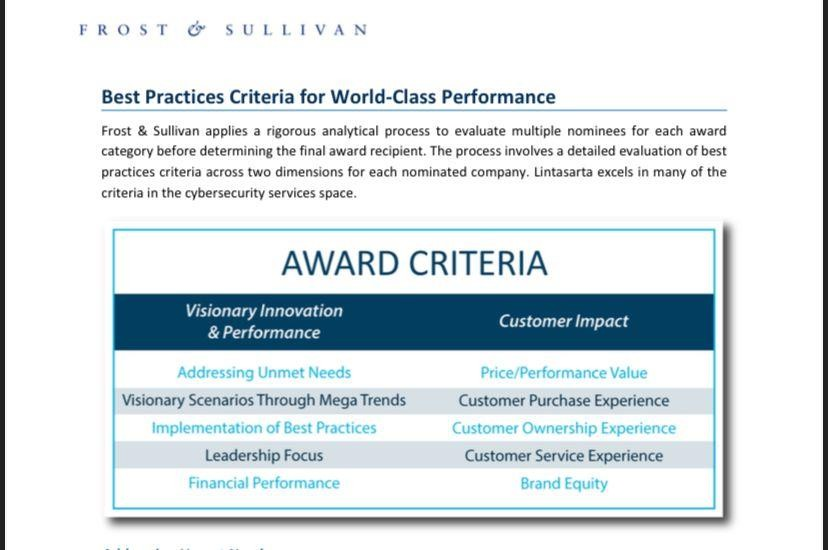 FROST & SULLIVAN
Best Practices Criteria for World-Class Performance
Frost & Sullivan applies a rigorous analytical process to evaluate multiple nominees for each award
category before determining the final award recipient. The process involves a detailed evaluation of best
practices criteria across two dimensions for each nominated company. Lintasarta excels in many of the
criteria in the cybersecurity services space.
AWARD CRITERIA
Visionary Innovation
& Performance
Customer Impact
Addressing Unmet Needs
Price/Performance Value
Visionary Scenarios Through Mega Trends
Customer Purchase Experience
Implementation of Best Practices
Customer Ownership Experience
Leadership Focus
Customer Service Experience
Financial Performance
Brand Equity